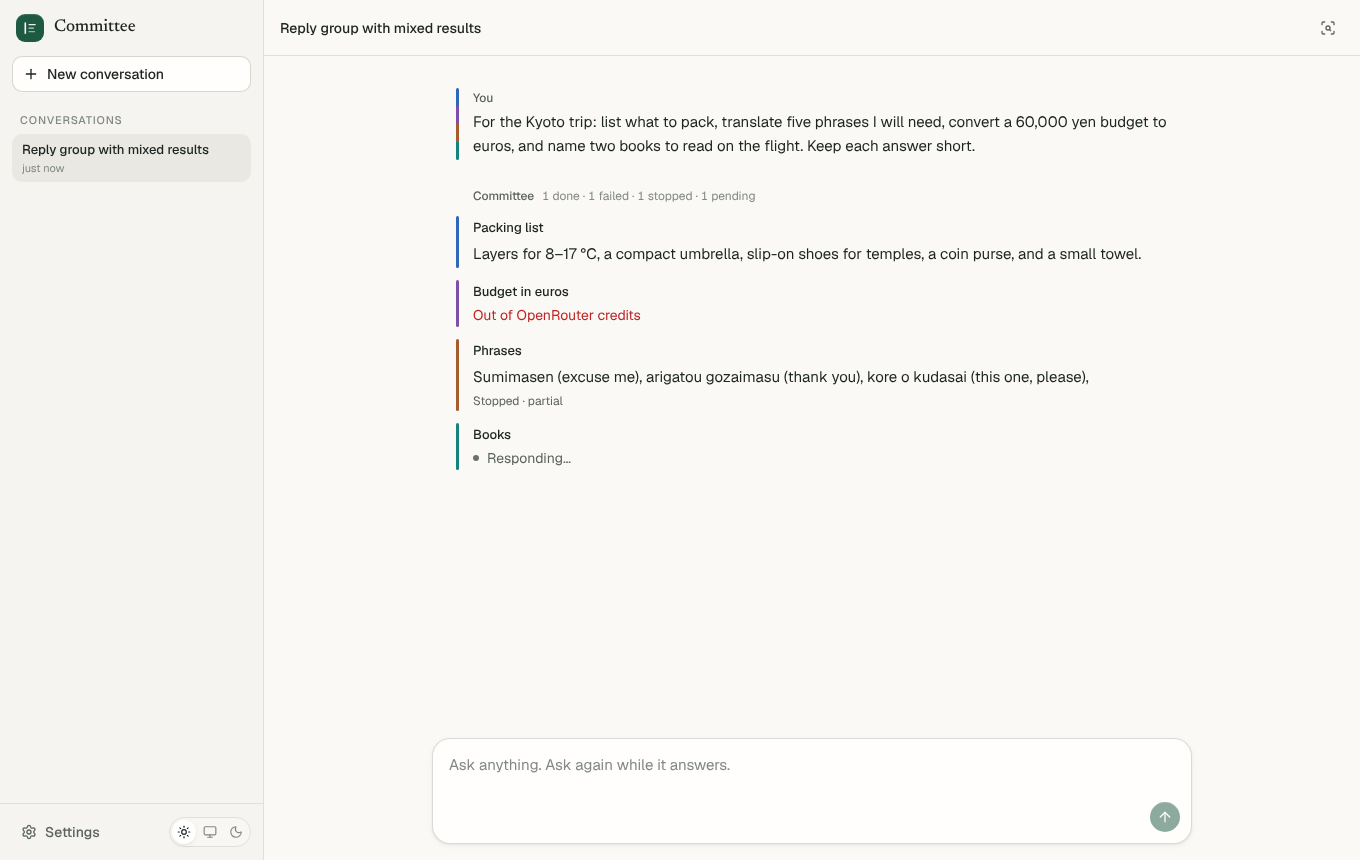 Committee
New conversation
CONVERSATIONS
Reply group with mixed results
just now
Settings
Reply group with mixed results
You
For the Kyoto trip: list what to pack, translate five phrases I will need, convert a 60,000 yen budget to
euros, and name two books to read on the flight. Keep each answer short.
Committee 1 done · 1 failed · 1 stopped · 1 pending
Packing list
Layers for 8–17 °C, a compact umbrella, slip-on shoes for temples, a coin purse, and a small towel.
Budget in euros
Out of OpenRouter credits
Phrases
Sumimasen (excuse me), arigatou gozaimasu (thank you), kore o kudasai (this one, please),
Stopped · partial
Books
Responding…
Ask anything. Ask again while it answers.